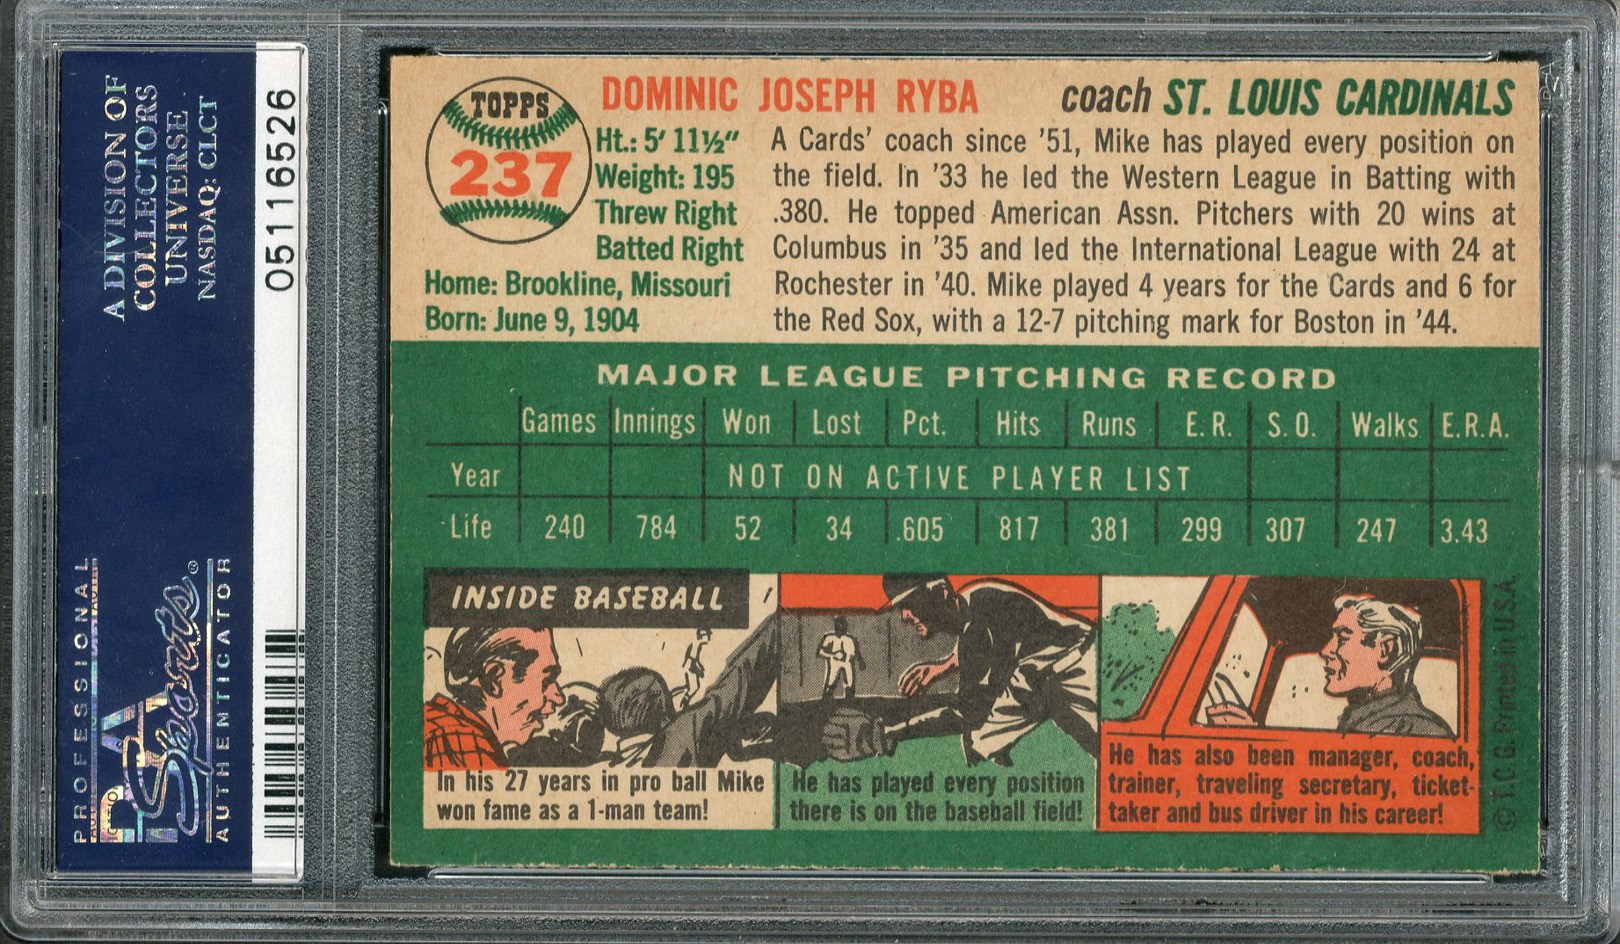 A DIVISION OF
COLLECTORS
UNIVERSE
NASDAQ: CLCT
05116526
PROFESSIONAL
PSA
Sports®
AUTHENTICATOR
TOPPS
237
DOMINIC JOSEPH RYBA
coach ST. LOUIS CARDINALS
Ht.: 5' 11½"
Weight: 195
Threw Right
Batted Right
Home: Brookline, Missouri
Born: June 9, 1904
A Cards' coach since '51, Mike has played every position on
the field. In '33 he led the Western League in Batting with
.380. He topped American Assn. Pitchers with 20 wins at
Columbus in '35 and led the International League with 24 at
Rochester in '40. Mike played 4 years for the Cards and 6 for
the Red Sox, with a 12-7 pitching mark for Boston in '44.
MAJOR LEAGUE PITCHING RECORD
Games Innings Won Lost Pct. Hits Runs E. R. S. O. Walks E.R.A.
Year NOT ON ACTIVE PLAYER LIST
Life 240 784 52 34 .605 817 381 299 307 247 3.43
INSIDE BASEBALL
In his 27 years in pro ball Mike
won fame as a 1-man team!
He has played every position
there is on the baseball field!
He has also been manager, coach,
trainer, traveling secretary, ticket-
taker and bus driver in his career!
© T.C.G. Printed in U.S.A.